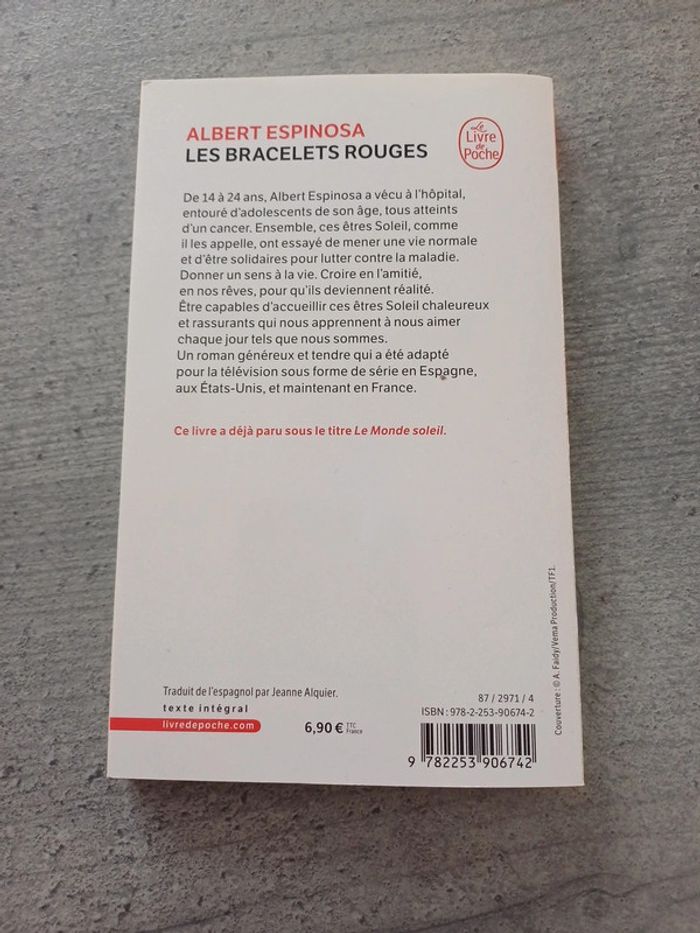 ALBERT ESPINOSA
LES BRACELETS ROUGES
Le
Livre
de
Poche
De 14 à 24 ans, Albert Espinosa a vécu à l'hôpital,
entouré d'adolescents de son âge, tous atteints
d'un cancer. Ensemble, ces êtres Soleil, comme
il les appelle, ont essayé de mener une vie normale
et d'être solidaires pour lutter contre la maladie.
Donner un sens à la vie. Croire en l'amitié,
en nos rêves, pour qu'ils deviennent réalité.
Être capables d'accueillir ces êtres Soleil chaleureux
et rassurants qui nous apprennent à nous aimer
chaque jour tels que nous sommes.
Un roman généreux et tendre qui a été adapté
pour la télévision sous forme de série en Espagne,
aux États-Unis, et maintenant en France.
Ce livre a déjà paru sous le titre Le Monde soleil.
Traduit de l'espagnol par Jeanne Alquier.
texte intégral
livredepoche.com
6,90 € TTC
France
87 / 2971 / 4
ISBN : 978-2-253-90674-2
9 782253 906742
Couverture : © A. Faidy/Vema Production/TF1.